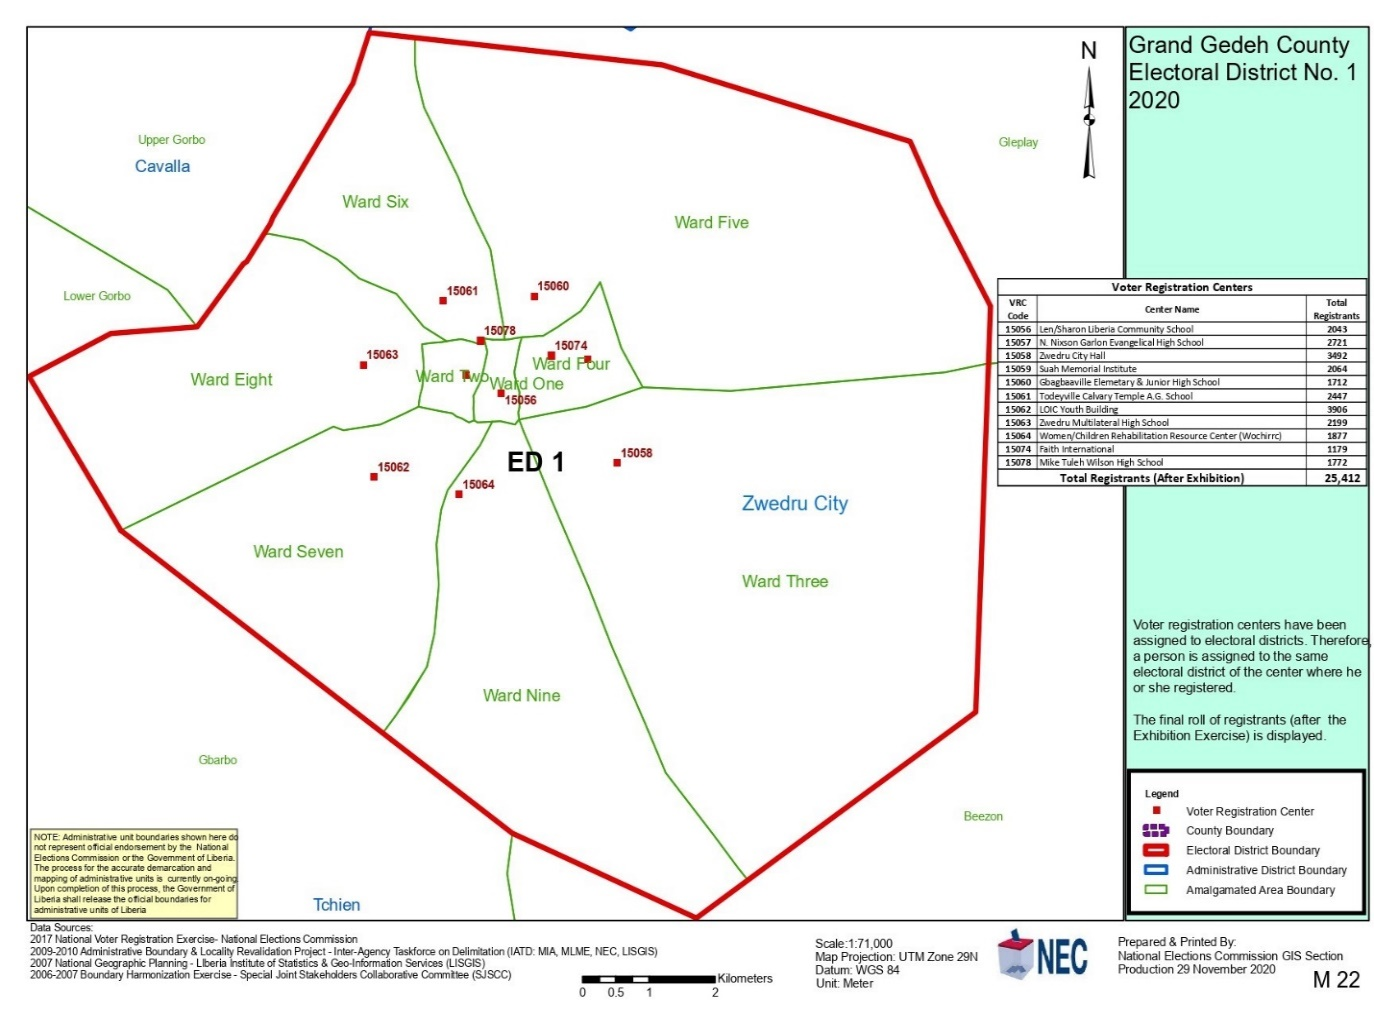 Grand Gedeh County
Electoral District No. 1
2020
N
Upper Gorbo
Cavalla
Gleplay
Ward Six
Ward Five
Lower Gorbo
15061
15060
15078
15074
15063
Ward Eight
Ward Two
Ward One
Ward Four
15056
ED 1
15058
15062
15064
Zwedru City
Ward Seven
Ward Three
Ward Nine
Gbarbo
Beezon
Tchien
Voter Registration Centers
VRC Code Center Name Total Registrants
15056 Len/Sharon Liberia Community School 2043
15057 N. Nixson Garlon Evangelical High School 2721
15058 Zwedru City Hall 3492
15059 Suah Memorial Institute 2064
15060 Gbagbaaville Elemetary & Junior High School 1712
15061 Todeyville Calvary Temple A.G. School 2447
15062 LOIC Youth Building 3906
15063 Zwedru Multilateral High School 2199
15064 Women/Children Rehabilitation Resource Center (Wochirrc) 1877
15074 Faith International 1179
15078 Mike Tuleh Wilson High School 1772
Total Registrants (After Exhibition) 25,412
Voter registration centers have been
assigned to electoral districts. Therefore,
a person is assigned to the same
electoral district of the center where he
or she registered.
The final roll of registrants (after the
Exhibition Exercise) is displayed.
Legend
Voter Registration Center
County Boundary
Electoral District Boundary
Administrative District Boundary
Amalgamated Area Boundary
NOTE: Administrative unit boundaries shown here do
not represent official endorsement by the National
Elections Commission or the Government of Liberia.
The process for the accurate demarcation and
mapping of administrative units is currently on-going.
Upon completion of this process, the Government of
Liberia shall release the official boundaries for
administrative units of Liberia
Data Sources:
2017 National Voter Registration Exercise- National Elections Commission
2009-2010 Administrative Boundary & Locality Revalidation Project - Inter-Agency Taskforce on Delimitation (IATD: MIA, MLME, NEC, LISGIS)
2007 National Geographic Planning - LIberia Institute of Statistics & Geo-Information Services (LISGIS)
2006-2007 Boundary Harmonization Exercise - Special Joint Stakeholders Collaborative Committee (SJSCC)
Kilometers
0 0.5 1 2
Scale:1:71,000
Map Projection: UTM Zone 29N
Datum: WGS 84
Unit: Meter
NEC
Prepared & Printed By:
National Elections Commission GIS Section
Production 29 November 2020
M 22